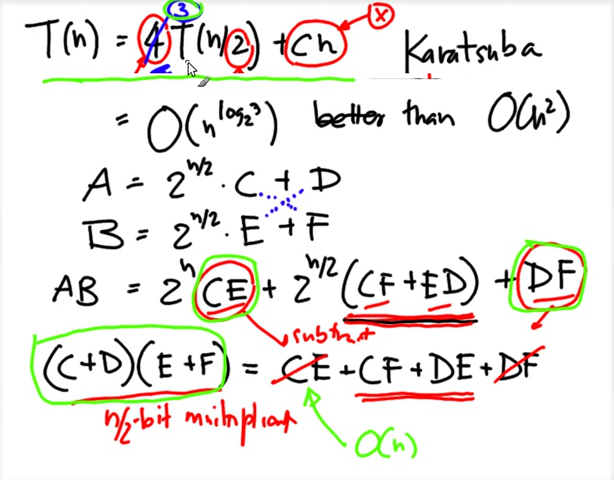 3
T(n) = 4T(n/2) + cn x Karatsuba
= O(n^log₂3) better than O(n²)
A = 2^n/2 · C + D
B = 2^n/2 · E + F
AB = 2^n CE + 2^n/2 (CF + ED) + DF
subtract
(C+D)(E+F) = CE + CF + DE + DF
n/2-bit multiplicant
O(n)